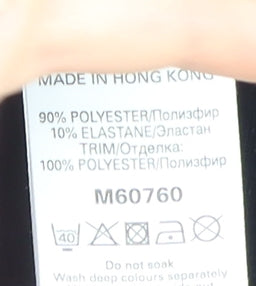 MADE IN HONG KONG
90% POLYESTER/Полиэфир
10% ELASTANE/Эластан
TRIM/Отделка:
100% POLYESTER/Полиэфир
M60760
40
Do not soak
Wash deep colours separately